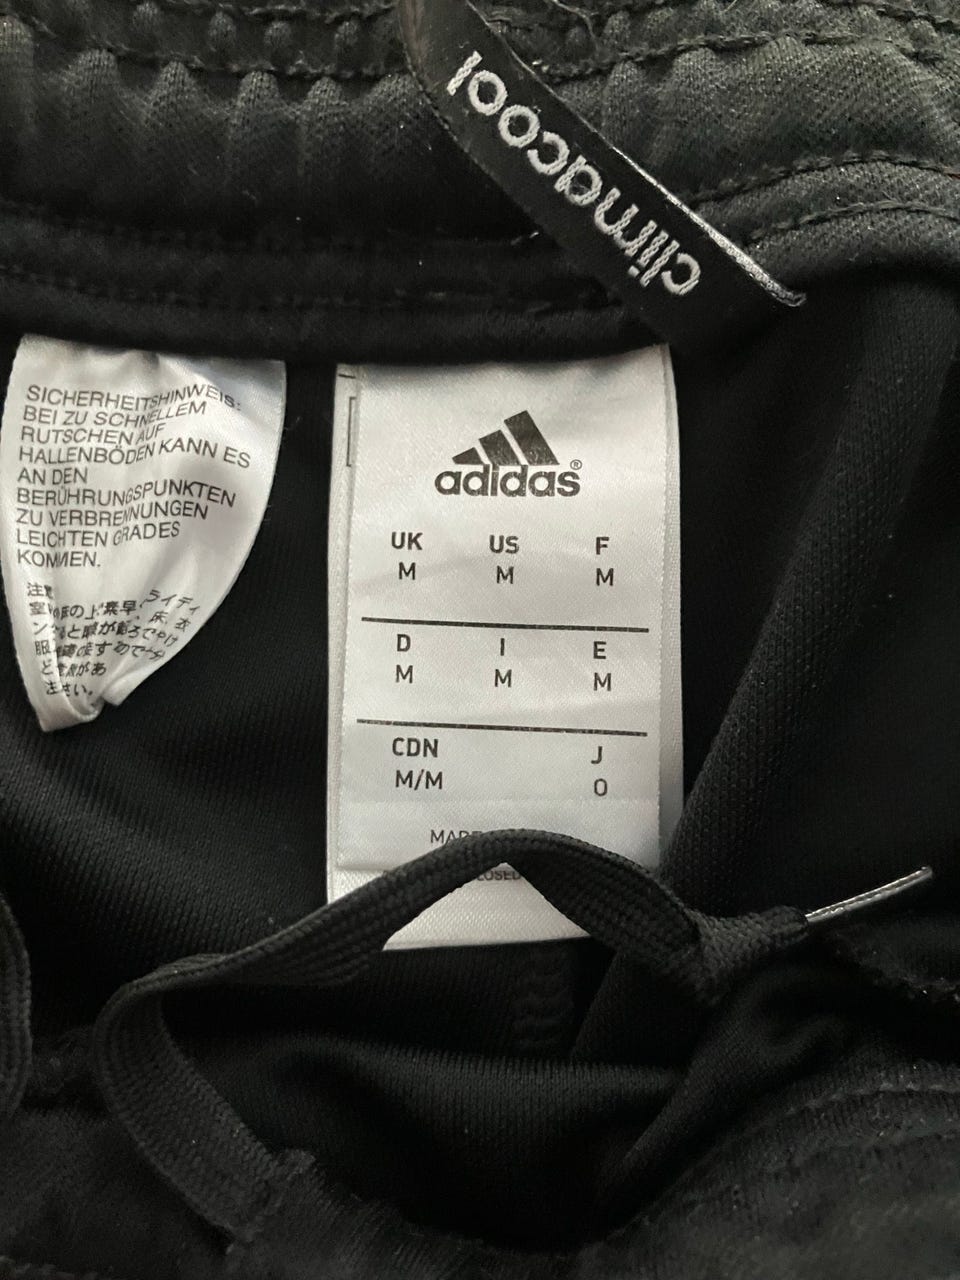 climacool
SICHERHEITSHINWEIS:
BEI ZU SCHNELLEM
RUTSCHEN AUF
HALLENBÖDEN KANN ES
AN DEN
BERÜHRUNGSPUNKTEN
ZU VERBRENNUNGEN
LEICHTEN GRADES
KOMMEN.
adidas®
UK US F
M M M
D I E
M M M
CDN J
M/M O